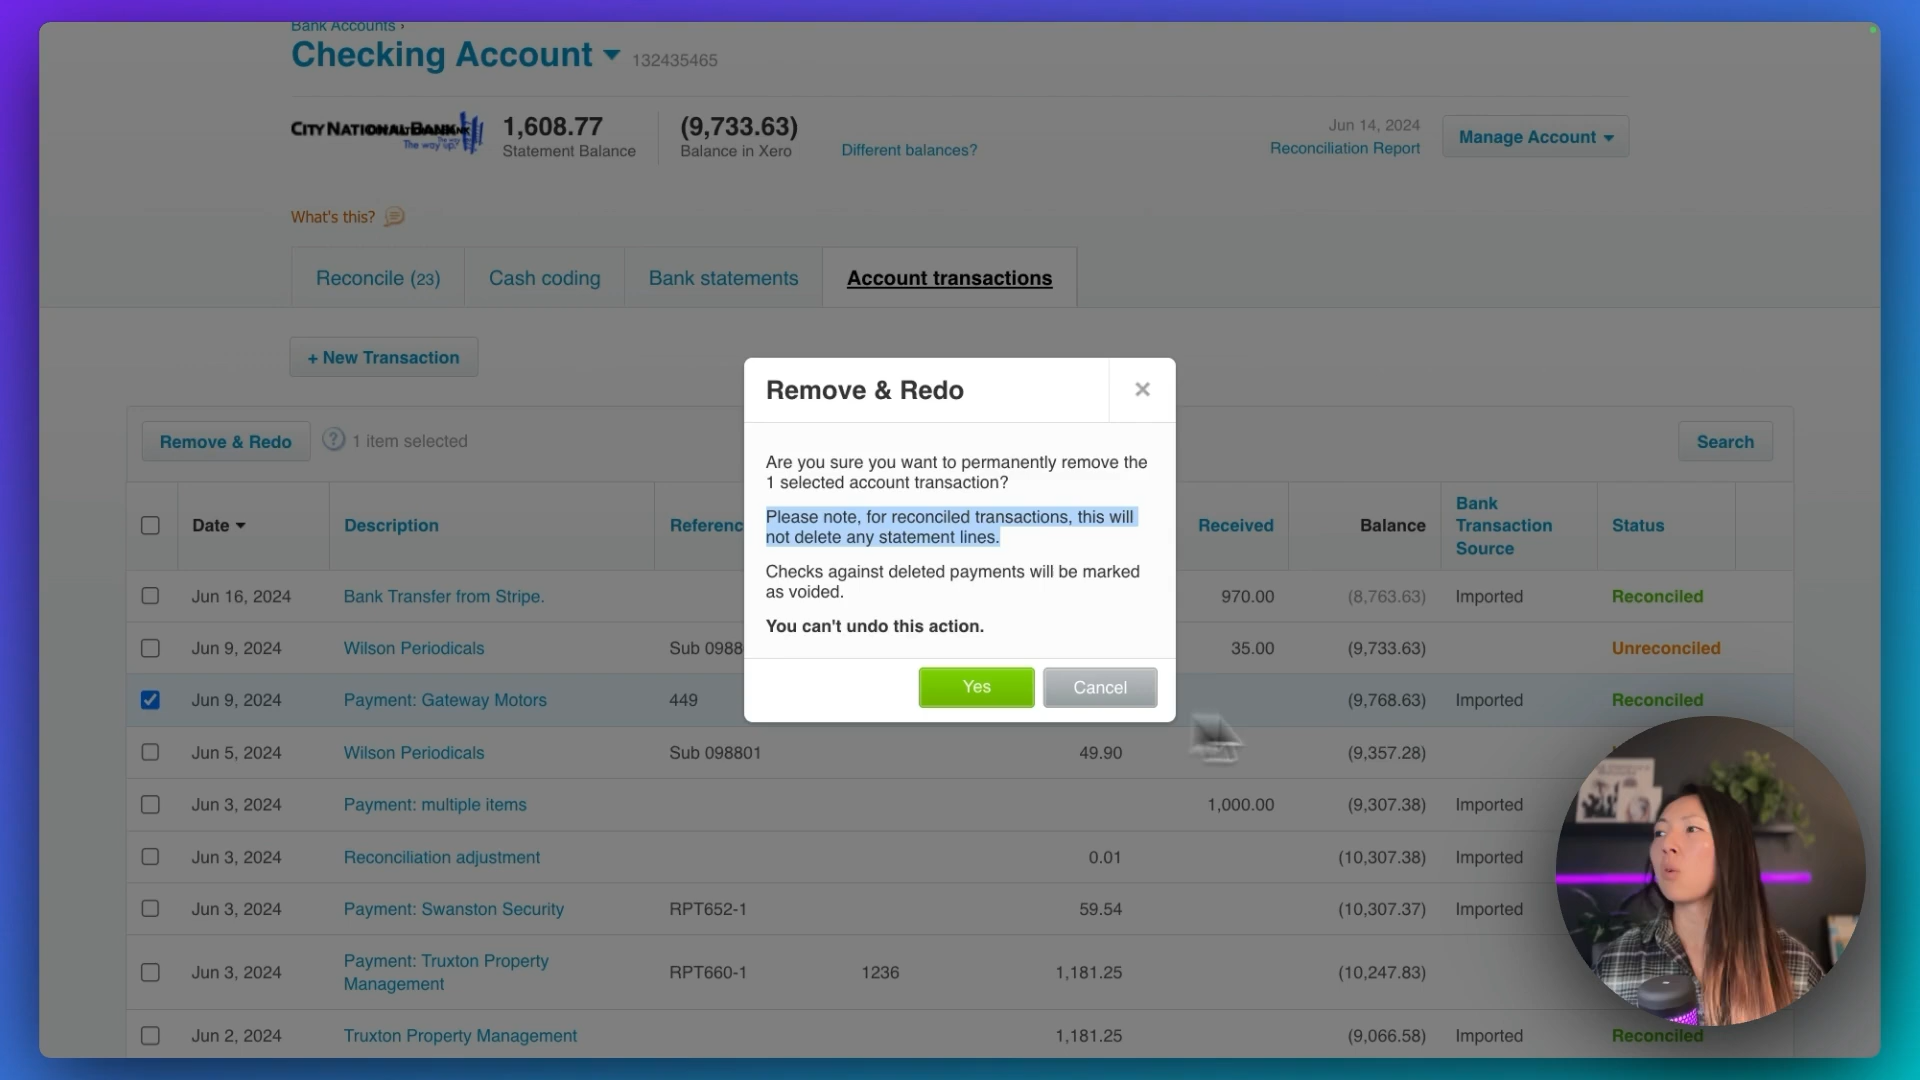 Bank Accounts ›
Checking Account 132435465
CITY NATIONAL BANK
The way up.®
1,608.77
Statement Balance
(9,733.63)
Balance in Xero
Different balances?
Jun 14, 2024
Reconciliation Report
Manage Account
What's this?
Reconcile (23) Cash coding Bank statements Account transactions
+ New Transaction
Remove & Redo ? 1 item selected Search
Date Description Referenc Received Balance Bank Transaction Source Status
Jun 16, 2024 Bank Transfer from Stripe. 970.00 (8,763.63) Imported Reconciled
Jun 9, 2024 Wilson Periodicals Sub 0988 35.00 (9,733.63) Unreconciled
Jun 9, 2024 Payment: Gateway Motors 449 (9,768.63) Imported Reconciled
Jun 5, 2024 Wilson Periodicals Sub 098801 49.90 (9,357.28)
Jun 3, 2024 Payment: multiple items 1,000.00 (9,307.38) Imported
Jun 3, 2024 Reconciliation adjustment 0.01 (10,307.38) Imported
Jun 3, 2024 Payment: Swanston Security RPT652-1 59.54 (10,307.37) Imported
Jun 3, 2024 Payment: Truxton Property Management RPT660-1 1236 1,181.25 (10,247.83)
Jun 2, 2024 Truxton Property Management 1,181.25 (9,066.58) Imported Reconciled
Remove & Redo
Are you sure you want to permanently remove the
1 selected account transaction?
Please note, for reconciled transactions, this will
not delete any statement lines.
Checks against deleted payments will be marked
as voided.
You can't undo this action.
Yes Cancel